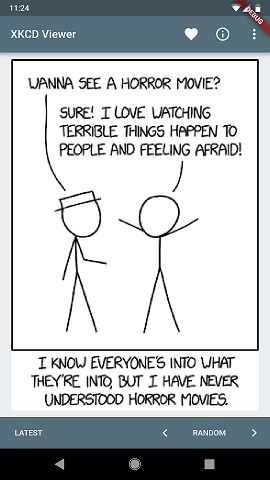 11:24
DEBUG
XKCD Viewer
WANNA SEE A HORROR MOVIE?
SURE! I LOVE WATCHING
TERRIBLE THINGS HAPPEN TO
PEOPLE AND FEELING AFRAID!
I KNOW EVERYONE'S INTO WHAT
THEY'RE INTO, BUT I HAVE NEVER
UNDERSTOOD HORROR MOVIES.
LATEST
RANDOM